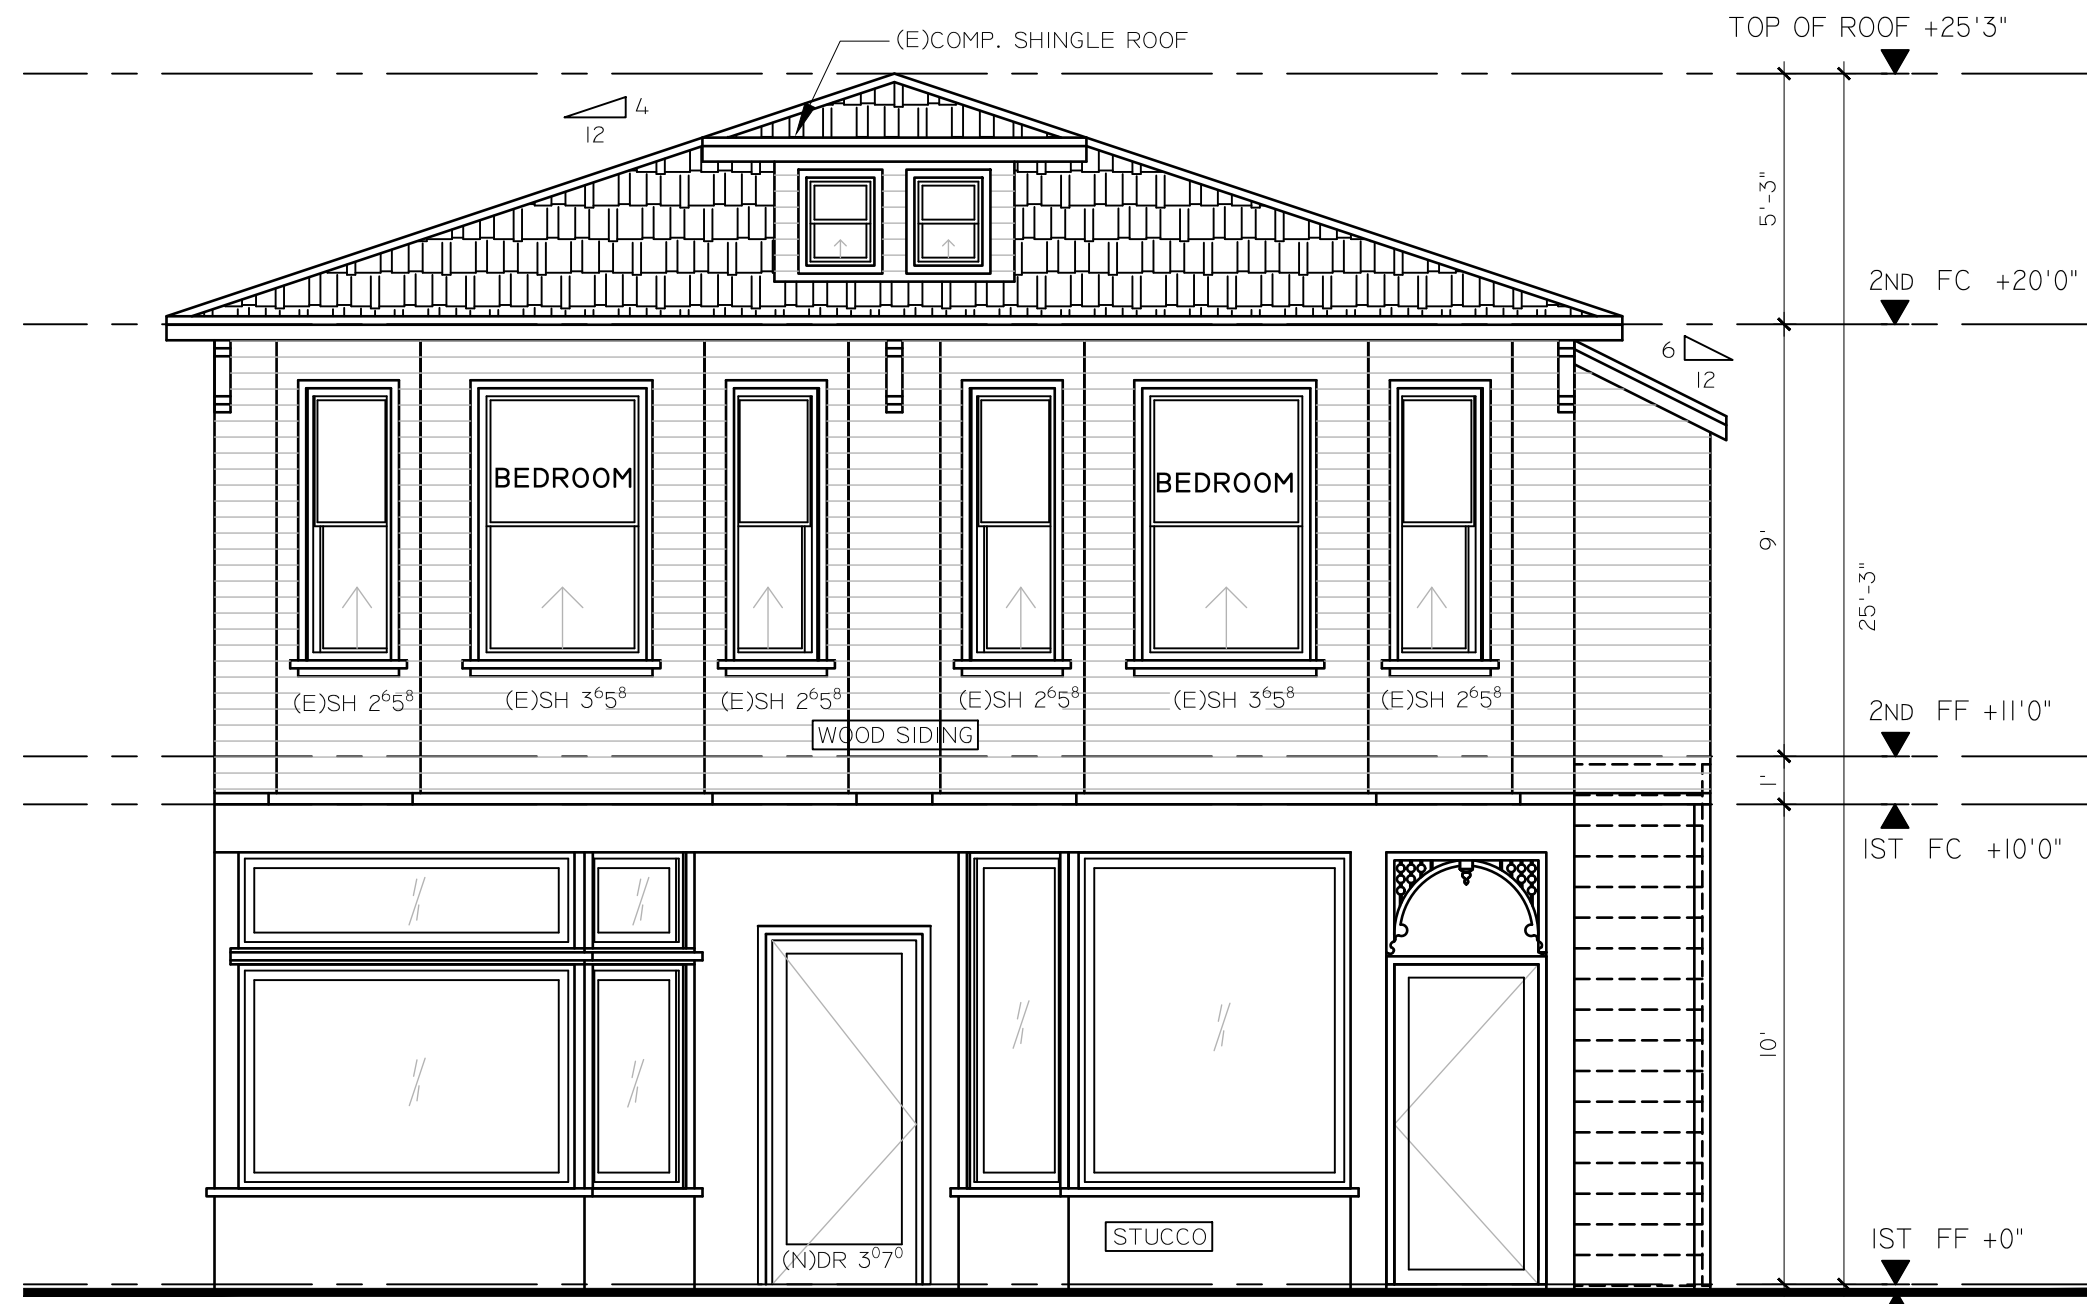 TOP OF ROOF +25'3"
(E)COMP. SHINGLE ROOF
4
12
5'-3"
2ND FC +20'0"
6
12
BEDROOM
BEDROOM
9'
25'-3"
(E)SH 2⁶5⁸
(E)SH 3⁶5⁸
(E)SH 2⁶5⁸
(E)SH 2⁶5⁸
(E)SH 3⁶5⁸
(E)SH 2⁶5⁸
2ND FF +11'0"
WOOD SIDING
1'
1ST FC +10'0"
10'
STUCCO
1ST FF +0"
(N)DR 3⁰7⁰